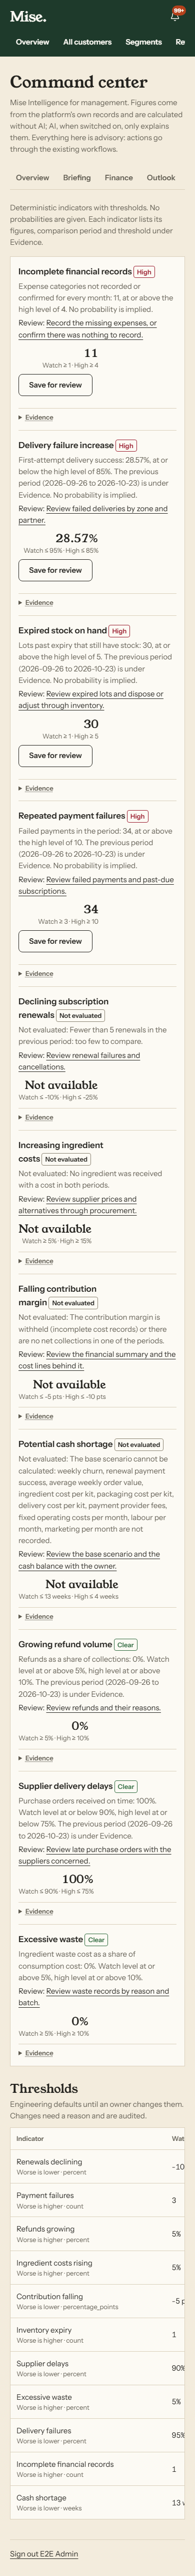 Mise.
99+
Overview All customers Segments Re
Command center
Mise Intelligence for management. Figures come
from the platform's own records and are calculated
without AI; AI, when switched on, only explains
them. Everything here is advisory: actions go
through the existing workflows.
Overview Briefing Finance Outlook
Deterministic indicators with thresholds. No
probabilities are given. Each indicator lists its
figures, comparison period and threshold under
Evidence.
Incomplete financial records High
Expense categories not recorded or
confirmed for every month: 11, at or above the
high level of 4. No probability is implied.
Review: Record the missing expenses, or
confirm there was nothing to record.
11
Watch ≥ 1 · High ≥ 4
Save for review
▶ Evidence
Delivery failure increase High
First-attempt delivery success: 28.57%, at or
below the high level of 85%. The previous
period (2026-09-26 to 2026-10-23) is under
Evidence. No probability is implied.
Review: Review failed deliveries by zone and
partner.
28.57%
Watch ≤ 95% · High ≤ 85%
Save for review
▶ Evidence
Expired stock on hand High
Lots past expiry that still have stock: 30, at or
above the high level of 5. The previous period
(2026-09-26 to 2026-10-23) is under
Evidence. No probability is implied.
Review: Review expired lots and dispose or
adjust through inventory.
30
Watch ≥ 1 · High ≥ 5
Save for review
▶ Evidence
Repeated payment failures High
Failed payments in the period: 34, at or above
the high level of 10. The previous period
(2026-09-26 to 2026-10-23) is under
Evidence. No probability is implied.
Review: Review failed payments and past-due
subscriptions.
34
Watch ≥ 3 · High ≥ 10
Save for review
▶ Evidence
Declining subscription
renewals Not evaluated
Not evaluated: Fewer than 5 renewals in the
previous period: too few to compare.
Review: Review renewal failures and
cancellations.
Not available
Watch ≤ -10% · High ≤ -25%
▶ Evidence
Increasing ingredient
costs Not evaluated
Not evaluated: No ingredient was received
with a cost in both periods.
Review: Review supplier prices and
alternatives through procurement.
Not available
Watch ≥ 5% · High ≥ 15%
▶ Evidence
Falling contribution
margin Not evaluated
Not evaluated: The contribution margin is
withheld (incomplete cost records) or there
are no net collections in one of the periods.
Review: Review the financial summary and the
cost lines behind it.
Not available
Watch ≤ -5 pts · High ≤ -10 pts
▶ Evidence
Potential cash shortage Not evaluated
Not evaluated: The base scenario cannot be
calculated: weekly churn, renewal payment
success, average weekly order value,
ingredient cost per kit, packaging cost per kit,
delivery cost per kit, payment provider fees,
fixed operating costs per month, labour per
month, marketing per month are not
recorded.
Review: Review the base scenario and the
cash balance with the owner.
Not available
Watch ≤ 13 weeks · High ≤ 4 weeks
▶ Evidence
Growing refund volume Clear
Refunds as a share of collections: 0%. Watch
level at or above 5%, high level at or above
10%. The previous period (2026-09-26 to
2026-10-23) is under Evidence.
Review: Review refunds and their reasons.
0%
Watch ≥ 5% · High ≥ 10%
▶ Evidence
Supplier delivery delays Clear
Purchase orders received on time: 100%.
Watch level at or below 90%, high level at or
below 75%. The previous period (2026-09-26
to 2026-10-23) is under Evidence.
Review: Review late purchase orders with the
suppliers concerned.
100%
Watch ≤ 90% · High ≤ 75%
▶ Evidence
Excessive waste Clear
Ingredient waste cost as a share of
consumption cost: 0%. Watch level at or
above 5%, high level at or above 10%.
Review: Review waste records by reason and
batch.
0%
Watch ≥ 5% · High ≥ 10%
▶ Evidence
Thresholds
Engineering defaults until an owner changes them.
Changes need a reason and are audited.
Indicator Wat
Renewals declining -10
Worse is lower · percent
Payment failures 3
Worse is higher · count
Refunds growing 5%
Worse is higher · percent
Ingredient costs rising 5%
Worse is higher · percent
Contribution falling -5 p
Worse is lower · percentage_points
Inventory expiry 1
Worse is higher · count
Supplier delays 90%
Worse is lower · percent
Excessive waste 5%
Worse is higher · percent
Delivery failures 95%
Worse is lower · percent
Incomplete financial records 1
Worse is higher · count
Cash shortage 13 w
Worse is lower · weeks
Sign out E2E Admin